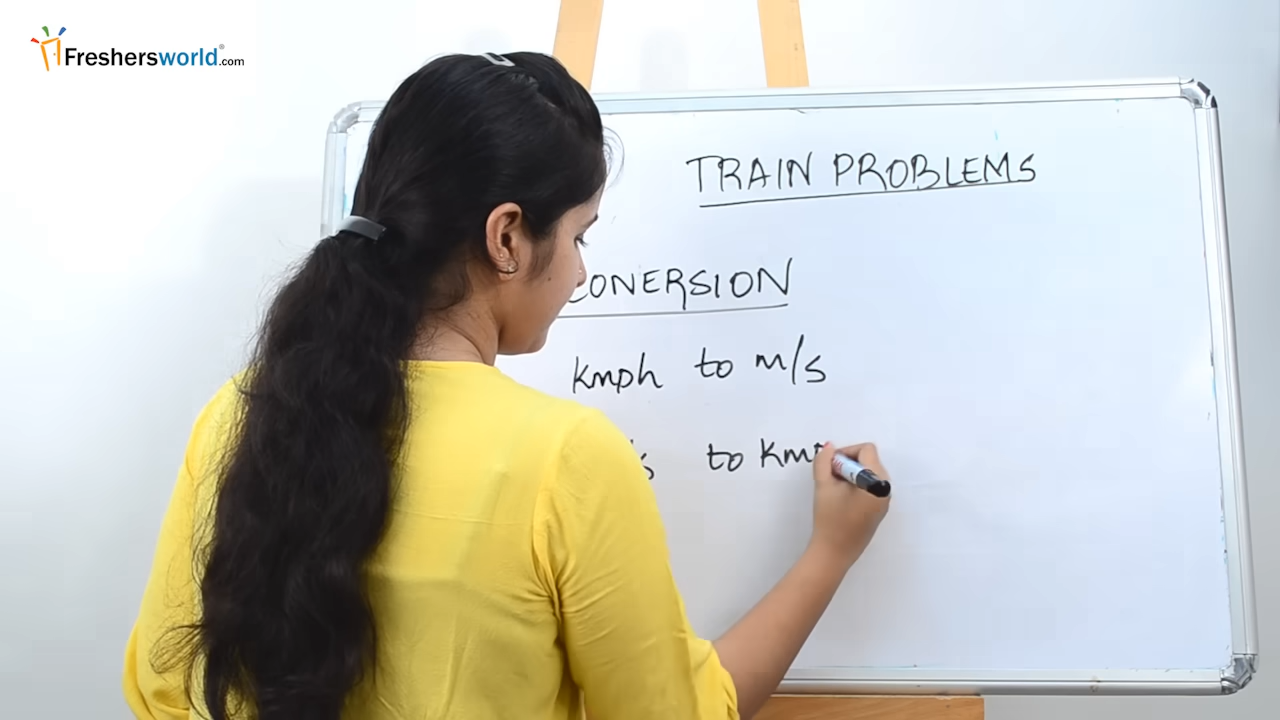 Freshersworld.com
TRAIN PROBLEMS
CONERSION
kmph to m/s
to